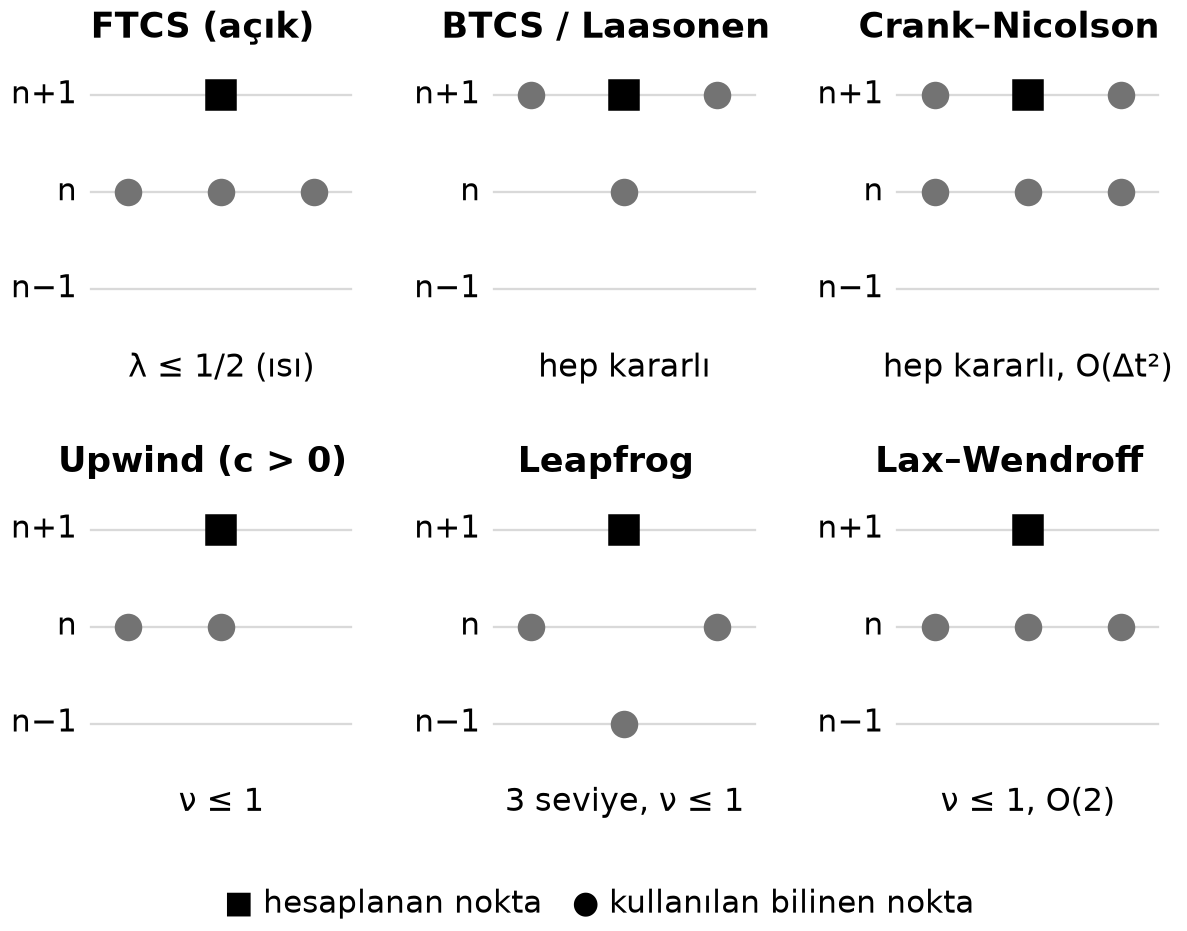 FTCS (açık)
n+1
n
n−1
λ ≤ 1/2 (ısı)
BTCS / Laasonen
n+1
n
n−1
hep kararlı
Crank–Nicolson
n+1
n
n−1
hep kararlı, O(Δt²)
Upwind (c > 0)
n+1
n
n−1
ν ≤ 1
Leapfrog
n+1
n
n−1
3 seviye, ν ≤ 1
Lax–Wendroff
n+1
n
n−1
ν ≤ 1, O(2)
■ hesaplanan nokta ● kullanılan bilinen nokta